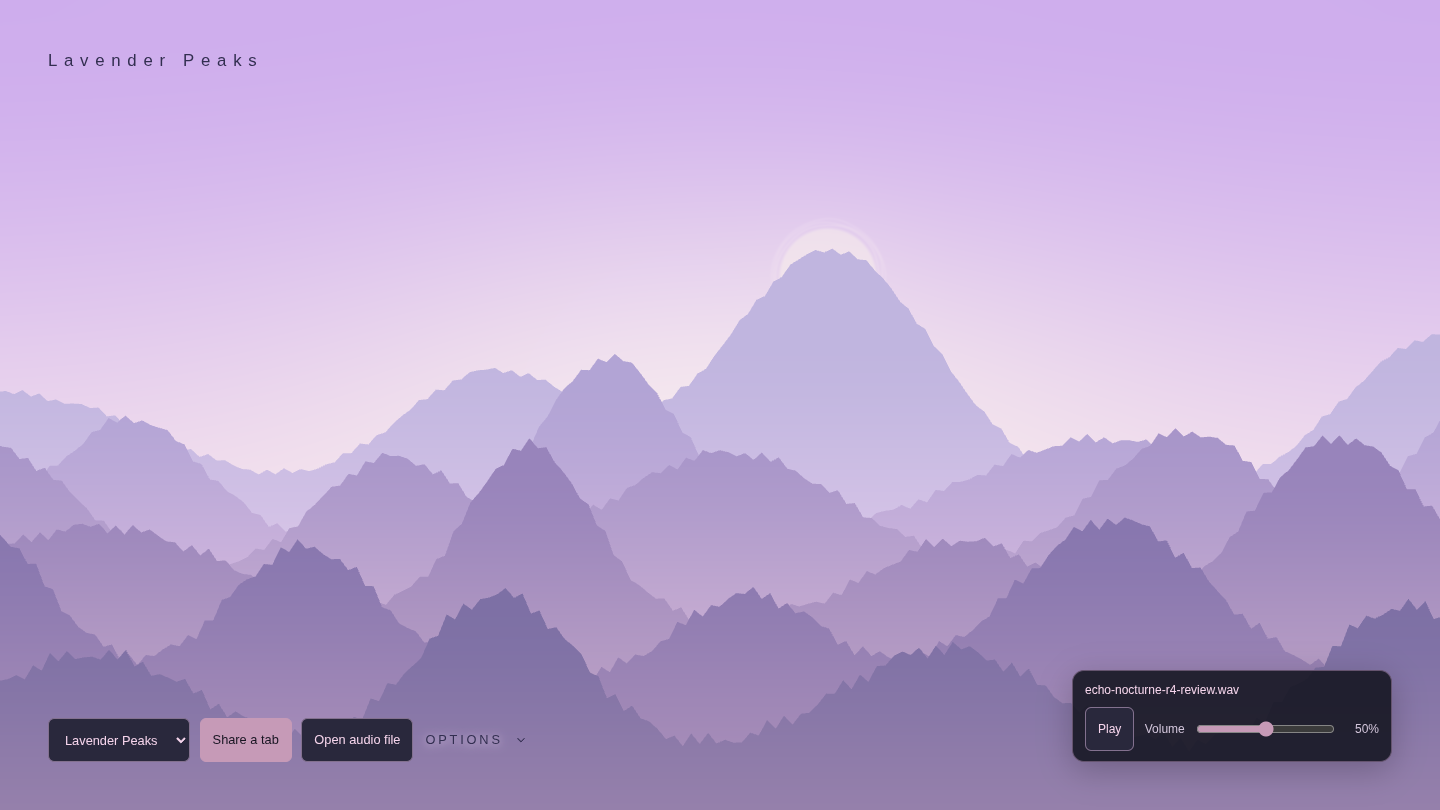 Lavender Peaks
echo-nocturne-r4-review.wav
Lavender Peaks
Share a tab
Open audio file
OPTIONS
Play
Volume
50%